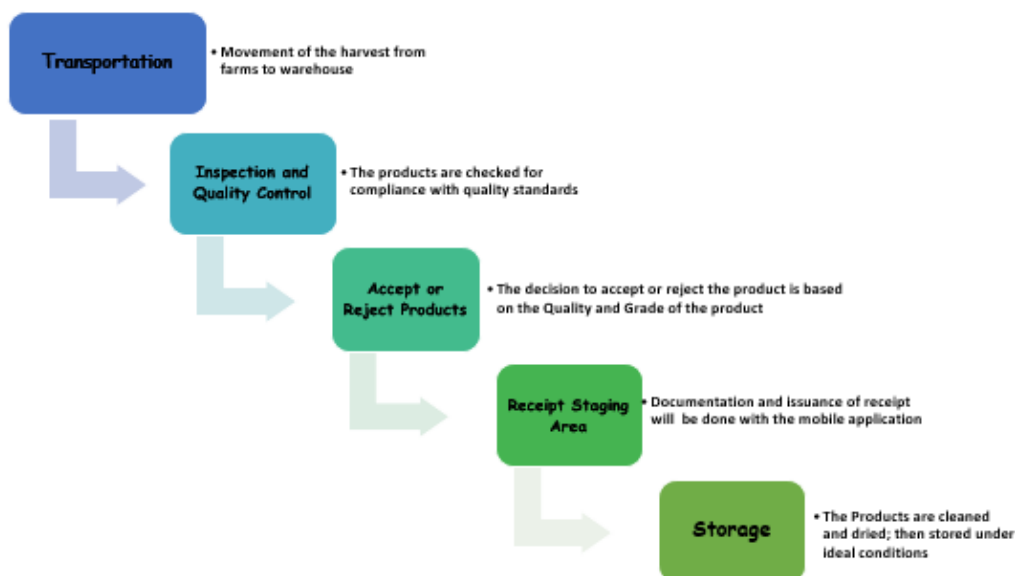 Transportation
• Movement of the harvest from
farms to warehouse
Inspection and
Quality Control
• The products are checked for
compliance with quality standards
Accept or
Reject Products
• The decision to accept or reject the product is based
on the Quality and Grade of the product
Receipt Staging
Area
• Documentation and issuance of receipt
will be done with the mobile application
Storage
• The Products are cleaned
and dried; then stored under
ideal conditions